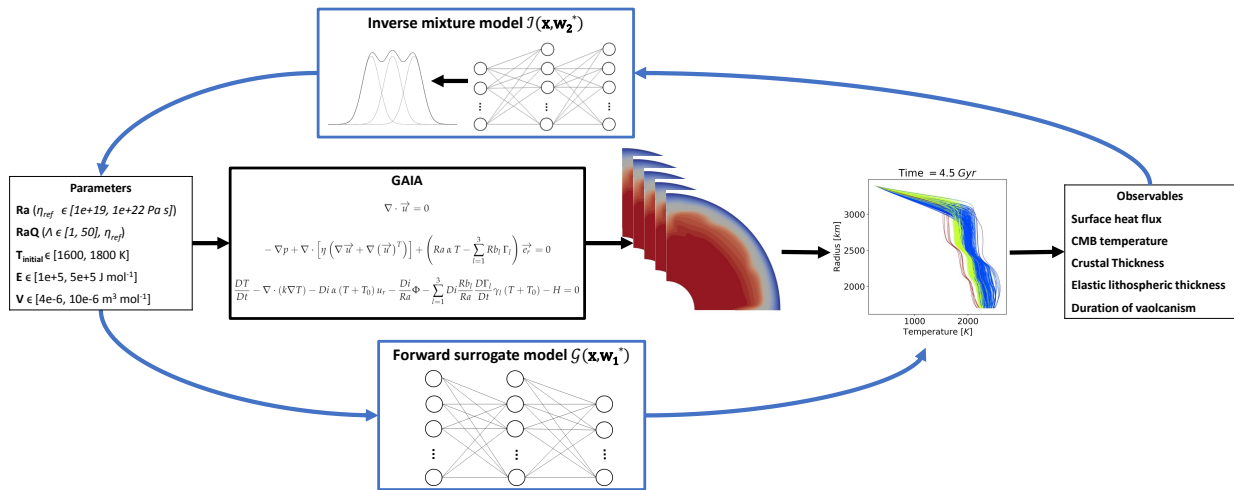 Inverse mixture model 𝓘(x,w₂*)
Parameters
Ra (η_ref ϵ [1e+19, 1e+22 Pa s])
RaQ (Λ ϵ [1, 50], η_ref)
T_initial ϵ [1600, 1800 K]
E ϵ [1e+5, 5e+5 J mol⁻¹]
V ϵ [4e-6, 10e-6 m³ mol⁻¹]
GAIA
∇ · u⃗ = 0
−∇p + ∇ · [η (∇u⃗ + ∇(u⃗)ᵀ)] + (Ra α T − ∑_{l=1}^{3} Rb_l Γ_l) e⃗_r = 0
DT/Dt − ∇ · (k∇T) − Di α (T + T₀) u_r − Di/Ra Φ − ∑_{l=1}^{3} Di Rb_l/Ra DΓ_l/Dt γ_l (T + T₀) − H = 0
Time = 4.5 Gyr
Radius [km]
3000
2500
2000
1000
2000
Temperature [K]
Observables
Surface heat flux
CMB temperature
Crustal Thickness
Elastic lithospheric thickness
Duration of vaolcanism
Forward surrogate model 𝒢(x,w₁*)